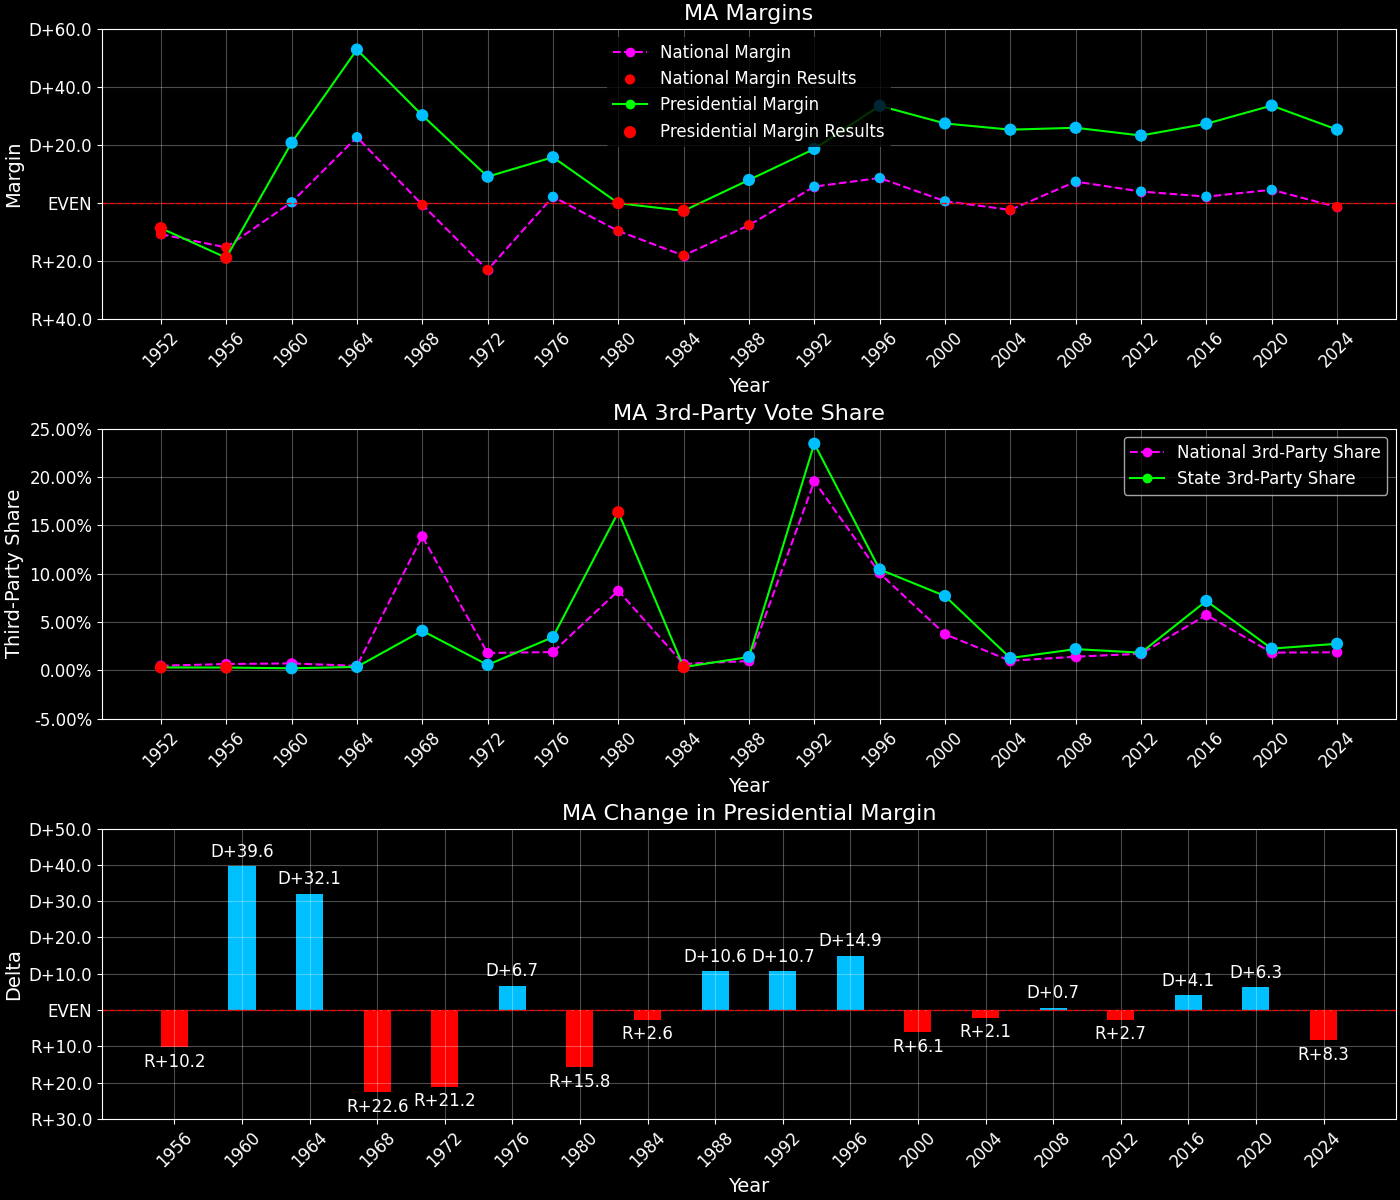 MA Margins
D+60.0
D+40.0
D+20.0
EVEN
R+20.0
R+40.0
Margin
National Margin
National Margin Results
Presidential Margin
Presidential Margin Results
1952 1956 1960 1964 1968 1972 1976 1980 1984 1988 1992 1996 2000 2004 2008 2012 2016 2020 2024
Year
MA 3rd-Party Vote Share
25.00%
20.00%
15.00%
10.00%
5.00%
0.00%
-5.00%
Third-Party Share
National 3rd-Party Share
State 3rd-Party Share
1952 1956 1960 1964 1968 1972 1976 1980 1984 1988 1992 1996 2000 2004 2008 2012 2016 2020 2024
Year
MA Change in Presidential Margin
D+50.0
D+40.0
D+30.0
D+20.0
D+10.0
EVEN
R+10.0
R+20.0
R+30.0
Delta
R+10.2
D+39.6
D+32.1
R+22.6
R+21.2
D+6.7
R+15.8
R+2.6
D+10.6
D+10.7
D+14.9
R+6.1
R+2.1
D+0.7
R+2.7
D+4.1
D+6.3
R+8.3
1956 1960 1964 1968 1972 1976 1980 1984 1988 1992 1996 2000 2004 2008 2012 2016 2020 2024
Year